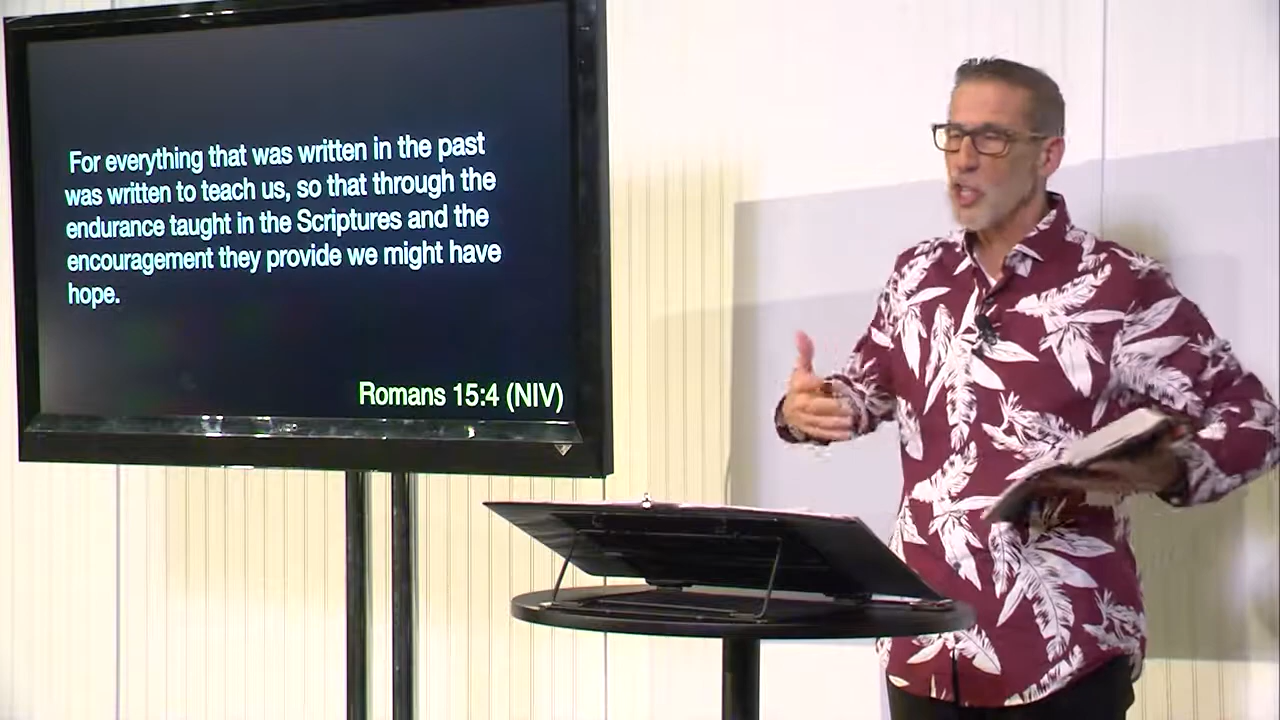 For everything that was written in the past
was written to teach us, so that through the
endurance taught in the Scriptures and the
encouragement they provide we might have
hope.
Romans 15:4 (NIV)